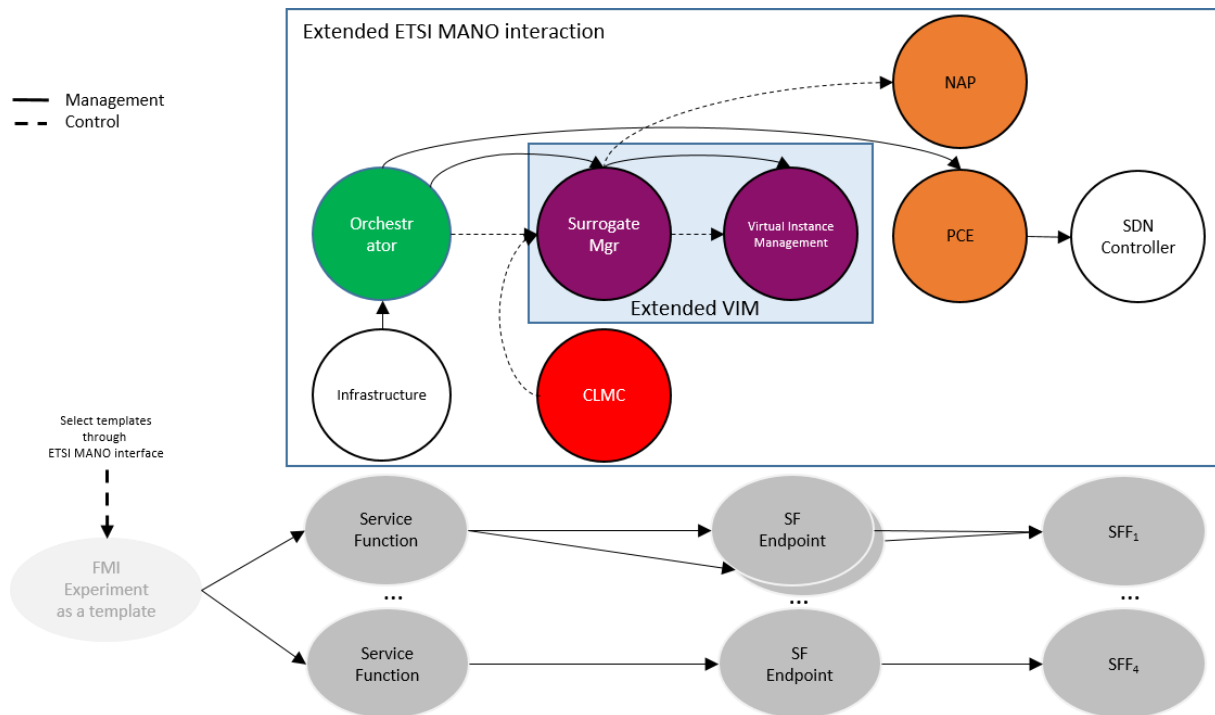 Extended ETSI MANO interaction
Management
Control
NAP
Orchestr
ator
Surrogate
Mgr
Virtual Instance
Management
PCE
SDN
Controller
Extended VIM
Infrastructure
CLMC
Select templates
through
ETSI MANO interface
FMI
Experiment
as a template
Service
Function
SF
Endpoint
SFF₁
...
...
...
Service
Function
SF
Endpoint
SFF₄